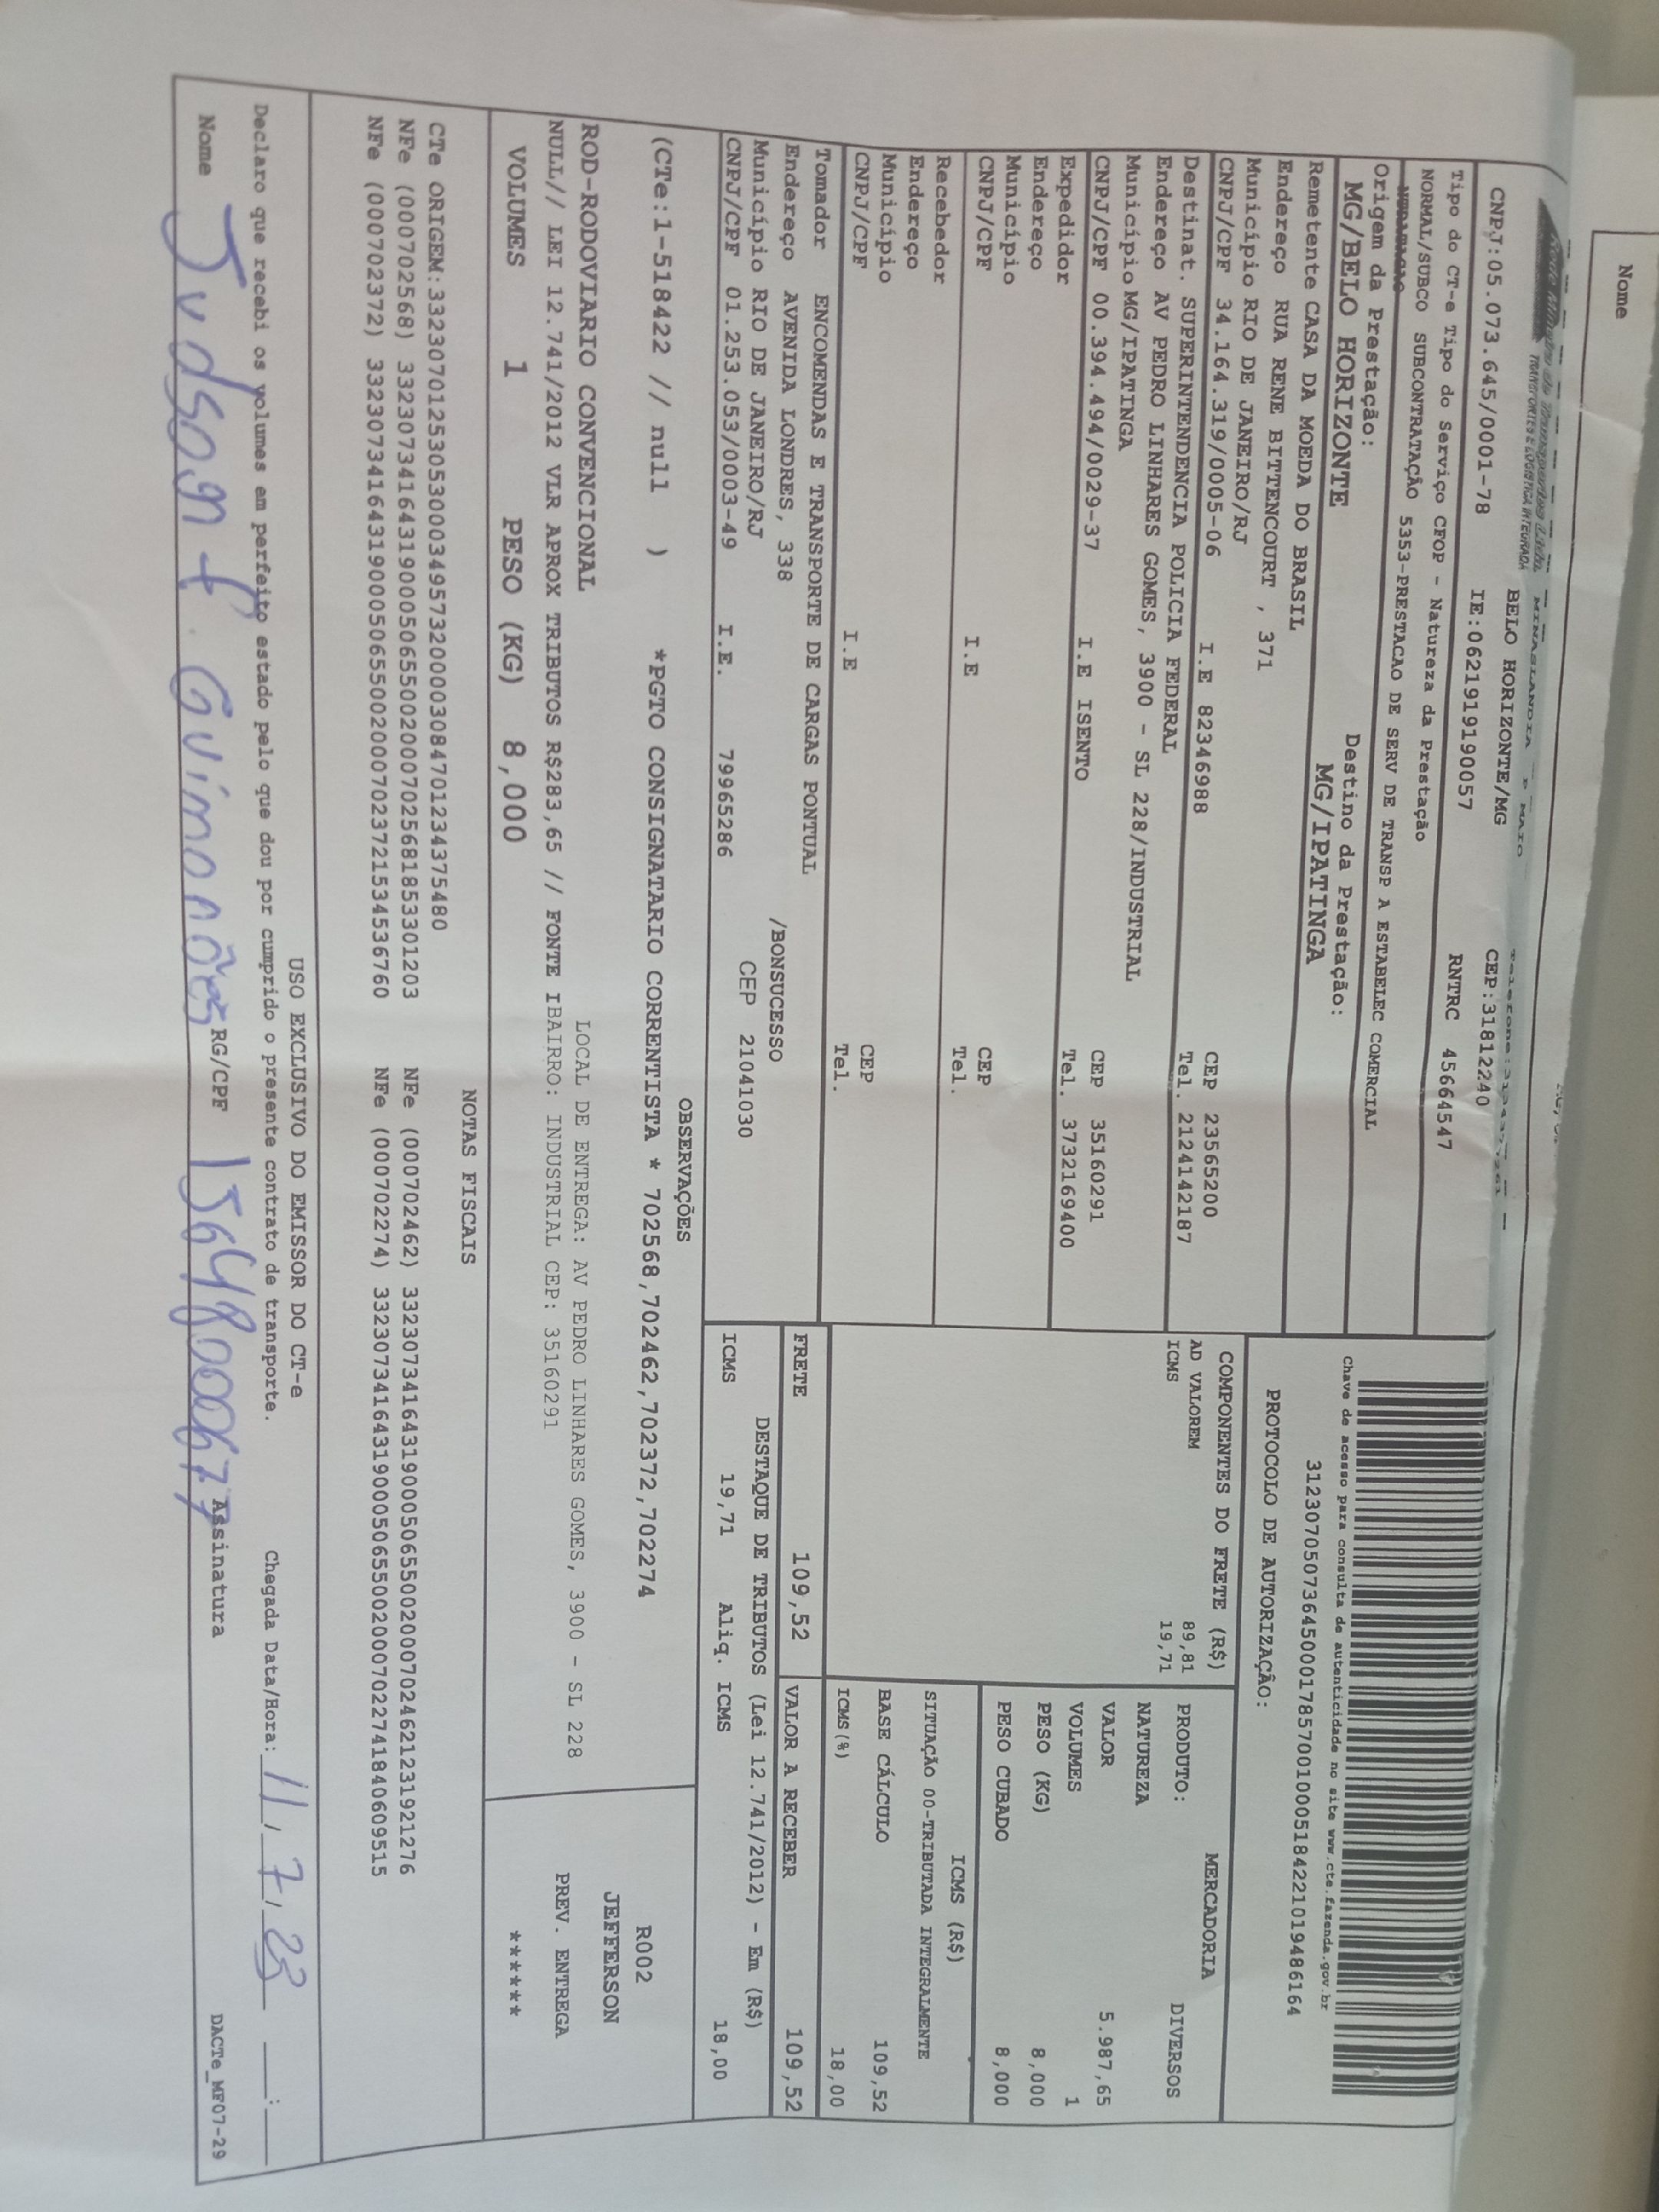 Nome
TRANSPORTES E LOGÍSTICA INTEGRADA
BELO HORIZONTE/MG CEP:31812240
CNPJ:05.073.645/0001-78 IE:0621919190057 RNTRC 45664547
Tipo do CT-e Tipo do Serviço CFOP - Natureza da Prestação
NORMAL/SUBCO SUBCONTRATAÇÃO 5353-PRESTACAO DE SERV DE TRANSP A ESTABELEC COMERCIAL
Origem da Prestação: Destino da Prestação:
MG/BELO HORIZONTE MG/IPATINGA
Chave de acesso para consulta de autenticidade no site www.cte.fazenda.gov.br
31230705073645000178570010005184221019486164
PROTOCOLO DE AUTORIZAÇÃO:
Remetente CASA DA MOEDA DO BRASIL
Endereço RUA RENE BITTENCOURT , 371
Município RIO DE JANEIRO/RJ CEP 23565200
CNPJ/CPF 34.164.319/0005-06 I.E 82346988 Tel. 2124142187
Destinat. SUPERINTENDENCIA POLICIA FEDERAL
Endereço AV PEDRO LINHARES GOMES, 3900 - SL 228/INDUSTRIAL
Município MG/IPATINGA CEP 35160291
CNPJ/CPF 00.394.494/0029-37 I.E ISENTO Tel. 3732169400
Expedidor
Endereço
Município CEP
CNPJ/CPF I.E Tel.
Recebedor
Endereço
Município CEP
CNPJ/CPF I.E Tel.
Tomador ENCOMENDAS E TRANSPORTE DE CARGAS PONTUAL
Endereço AVENIDA LONDRES, 338 /BONSUCESSO
Município RIO DE JANEIRO/RJ CEP 21041030
CNPJ/CPF 01.253.053/0003-49 I.E. 79965286
COMPONENTES DO FRETE (R$)
AD VALOREM 89,81
ICMS 19,71
MERCADORIA
PRODUTO: DIVERSOS
NATUREZA
VALOR 5.987,65
VOLUMES 1
PESO (KG) 8,000
PESO CUBADO 8,000
ICMS (R$)
SITUAÇÃO 00-TRIBUTADA INTEGRALMENTE
BASE CÁLCULO 109,52
ICMS(%) 18,00
FRETE 109,52 VALOR A RECEBER 109,52
DESTAQUE DE TRIBUTOS (Lei 12.741/2012) - Em (R$)
ICMS 19,71 Aliq. ICMS 18,00
OBSERVAÇÕES
(CTe:1-518422 // null ) *PGTO CONSIGNATARIO CORRENTISTA * 702568,702462,702372,702274
ROD-RODOVIARIO CONVENCIONAL LOCAL DE ENTREGA: AV PEDRO LINHARES GOMES, 3900 - SL 228
NULL// LEI 12.741/2012 VLR APROX TRIBUTOS R$283,65 // FONTE IBAIRRO: INDUSTRIAL CEP: 35160291
R002
JEFFERSON
PREV. ENTREGA
******
VOLUMES 1 PESO (KG) 8,000
NOTAS FISCAIS
CTe ORIGEM:33230701253053000349573200003084701234375480
NFe (000702568) 33230734164319000506550020007025681853301203 NFe (000702462) 33230734164319000506550020007024621231921276
NFe (000702372) 33230734164319000506550020007023721534536760 NFe (000702274) 33230734164319000506550020007022741840609515
USO EXCLUSIVO DO EMISSOR DO CT-e
Declaro que recebi os volumes em perfeito estado pelo que dou por cumprido o presente contrato de transporte. Chegada Data/Hora: 11/7/23 __:__
Nome Judson f. Guimarães RG/CPF Assinatura
DACTe_MF07-29